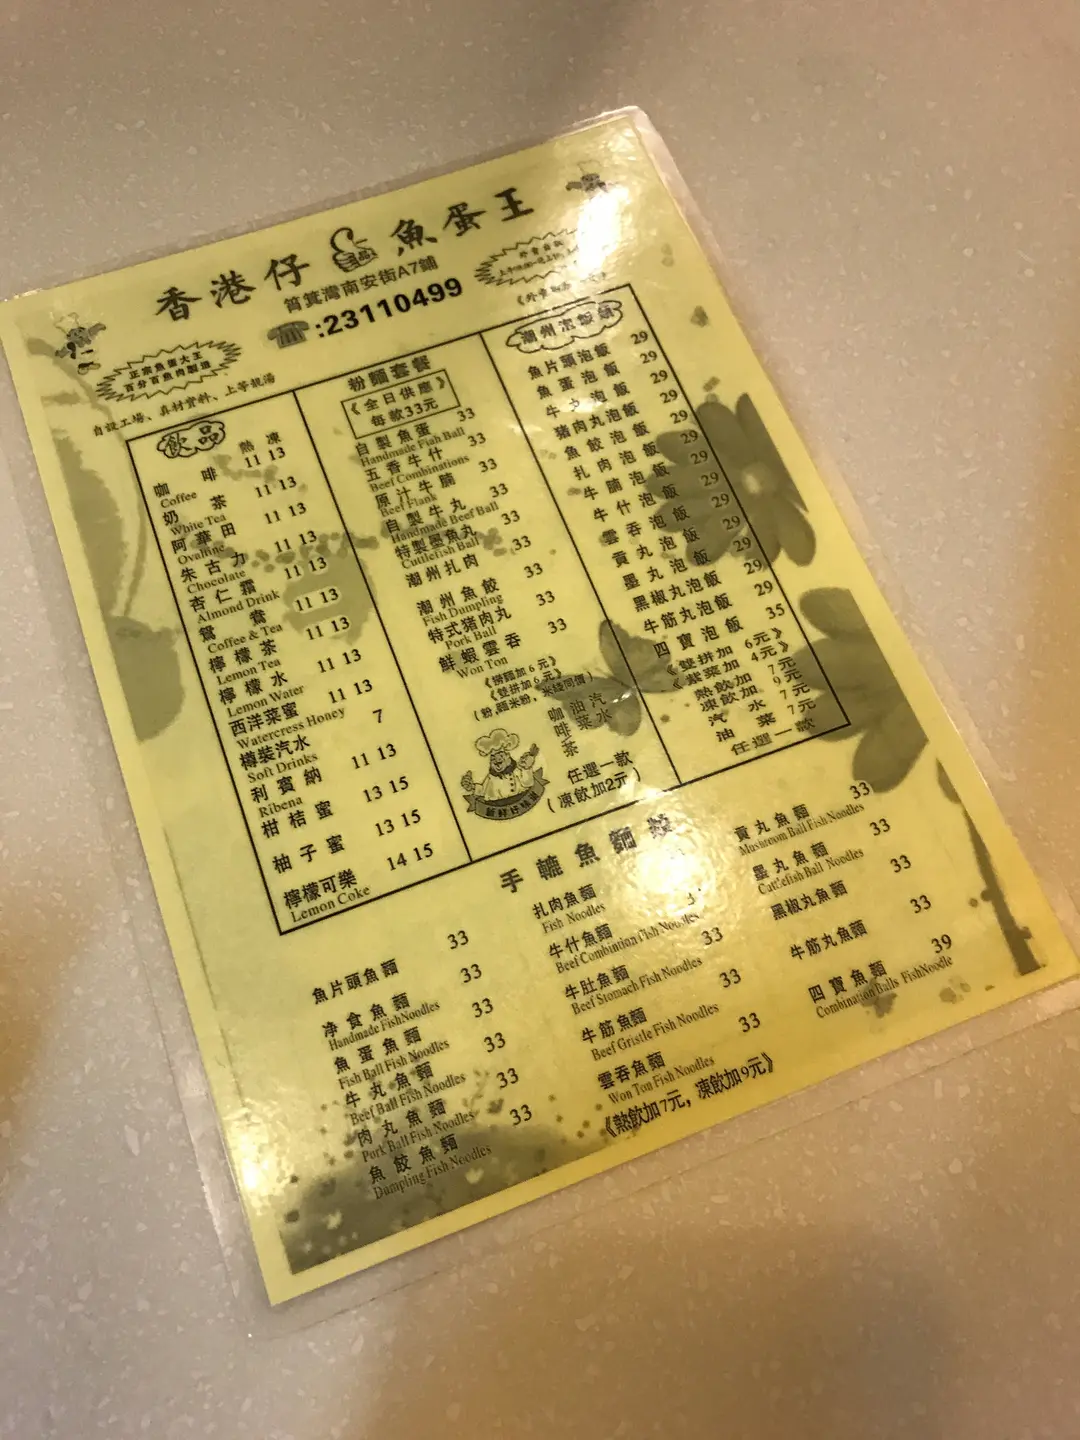 香港仔 魚蛋王
筲箕灣南安街A7鋪
:23110499
正宗魚蛋大王
百分百魚肉製造
自設工場、真材實料、上等靚湯
飲品
熱 凍
咖啡 11 13
Coffee
奶茶 11 13
White Tea
阿華田 11 13
Ovaltine
朱古力 11 13
Chocolate
杏仁霜 11 13
Almond Drink
鴛鴦 11 13
Coffee & Tea
檸檬茶 11 13
Lemon Tea
檸檬水 11 13
Lemon Water
西洋菜蜜 11 13
Watercress Honey
樽裝汽水 7
Soft Drinks
利賓納 11 13
Ribena
柑桔蜜 13 15
柚子蜜 13 15
檸檬可樂 14 15
Lemon Coke
粉麵套餐
《全日供應》
每款33元
自製魚蛋 33
Handmade Fish Ball
五香牛什 33
Beef Combinations
原汁牛腩 33
Beef Flank
自製牛丸 33
Handmade Beef Ball
特製墨魚丸 33
Cuttlefish Ball
潮州扎肉 33
潮州魚餃 33
Fish Dumpling
特式猪肉丸 33
Pork Ball
鮮蝦雲吞 33
Won Ton
《雙拼加6元》
(粉,麵米粉,米线同價)
咖啡茶
油菜
汽水
任選一款
(凍飲加2元)
潮州泡飯類
魚片頭泡飯 29
魚蛋泡飯 29
牛丸泡飯 29
猪肉丸泡飯 29
魚餃泡飯 29
扎肉泡飯 29
牛腩泡飯 29
牛什泡飯 29
雲吞泡飯 29
貢丸泡飯 29
墨丸泡飯 29
黑椒丸泡飯 29
牛筋丸泡飯 29
四寶泡飯 35
《雙拼加 6元》
《紫菜加 4元》
熱飲加 7元
凍飲加 9元
汽水 7元
油菜 7元
任選一款
手轆魚麵類
魚片頭魚麵 33
净食魚麵 33
Handmade FishNoodles
魚蛋魚麵 33
Fish Ball Fish Noodles
牛丸魚麵 33
Beef Ball Fish Noodles
肉丸魚麵 33
Pork Ball Fish Noodles
魚餃魚麵 33
Dumpling Fish Noodles
扎肉魚麵
Fish Noodles
牛什魚麵
Beef Combintion Fish Noodles
牛肚魚麵 33
Beef Stomach Fish Noodles
牛筋魚麵 33
Beef Gristle Fish Noodles
雲吞魚麵 33
Won Ton Fish Noodles
《熱飲加7元,凍飲加9元》
貢丸魚麵 33
Mushroom Ball Fish Noodles
墨丸魚麵 33
Cattlefish Ball Noodles
黑椒丸魚麵 33
牛筋丸魚麵 33
四寶魚麵 39
Combination Balls FishNoodle